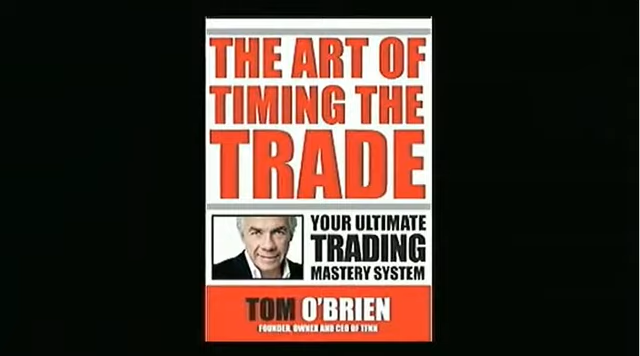 THE ART OF
TIMING THE
TRADE
YOUR ULTIMATE
TRADING
MASTERY SYSTEM
TOM O'BRIEN
FOUNDER, OWNER AND CEO OF TFNN